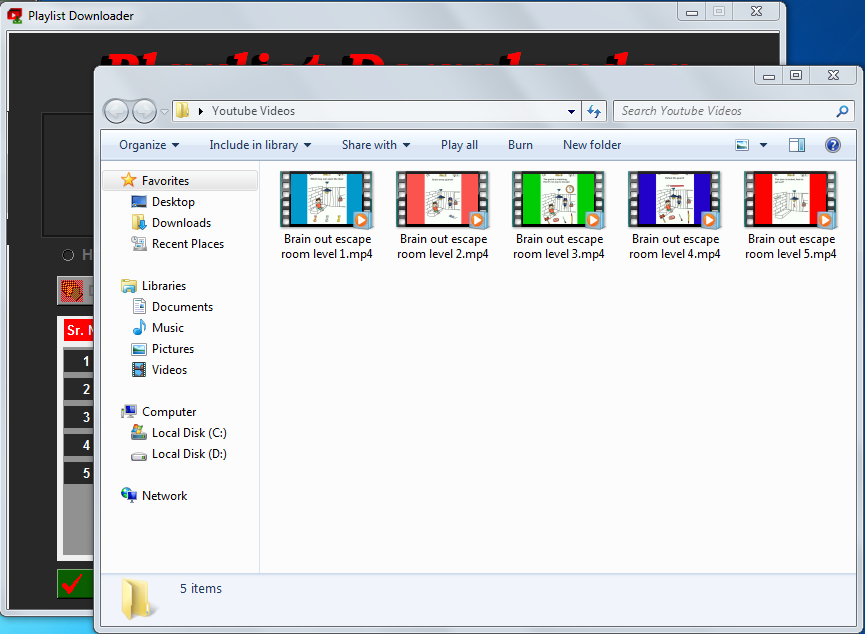 Playlist Downloader
Playlist Downloader
Youtube Videos
Search Youtube Videos
Organize
Include in library
Share with
Play all
Burn
New folder
Favorites
Desktop
Downloads
Recent Places
Libraries
Documents
Music
Pictures
Videos
Computer
Local Disk (C:)
Local Disk (D:)
Network
Brain out escape
room level 1.mp4
Brain out escape
room level 2.mp4
Brain out escape
room level 3.mp4
Brain out escape
room level 4.mp4
Brain out escape
room level 5.mp4
H
Sr. N
1
2
3
4
5
5 items